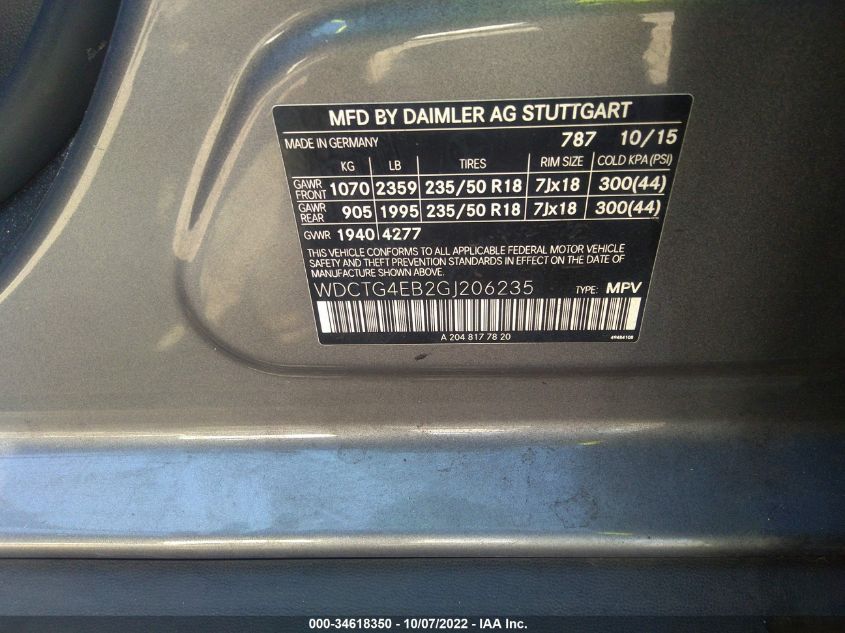 MFD BY DAIMLER AG STUTTGART
MADE IN GERMANY 787 10/15
KG LB TIRES RIM SIZE COLD KPA (PSI)
GAWR FRONT 1070 2359 235/50 R18 7Jx18 300(44)
GAWR REAR 905 1995 235/50 R18 7Jx18 300(44)
GVWR 1940 4277
THIS VEHICLE CONFORMS TO ALL APPLICABLE FEDERAL MOTOR VEHICLE
SAFETY AND THEFT PREVENTION STANDARDS IN EFFECT ON THE DATE OF
MANUFACTURE SHOWN ABOVE.
WDCTG4EB2GJ206235 TYPE: MPV
A 204 817 78 20 49484108
000-34618350 - 10/07/2022 - IAA Inc.